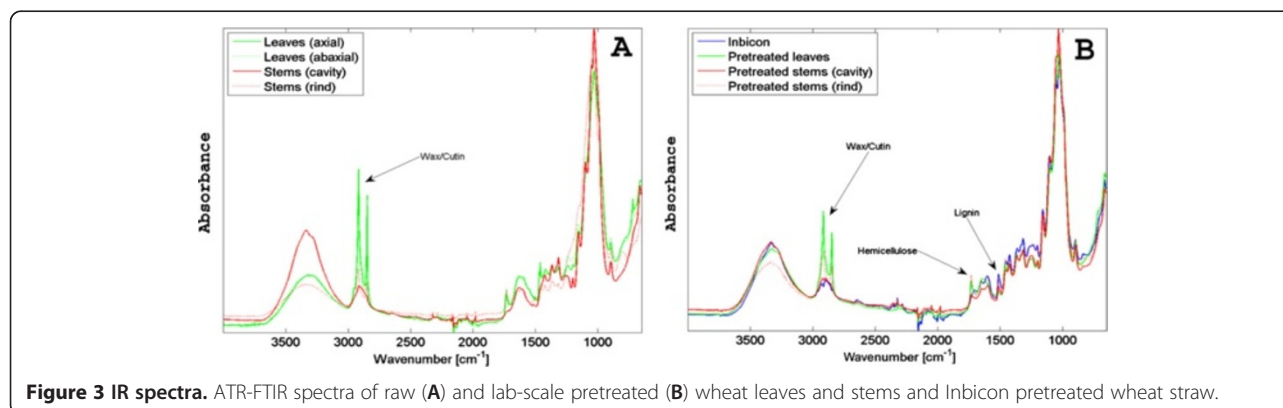 Leaves (axial)
Leaves (abaxial)
Stems (cavity)
Stems (rind)
A
Wax/Cutin
Absorbance
3500 3000 2500 2000 1500 1000
Wavenumber [cm⁻¹]
Inbicon
Pretreated leaves
Pretreated stems (cavity)
Pretreated stems (rind)
B
Wax/Cutin
Lignin
Hemicellulose
Absorbance
3500 3000 2500 2000 1500 1000
Wavenumber [cm⁻¹]
Figure 3 IR spectra. ATR-FTIR spectra of raw (A) and lab-scale pretreated (B) wheat leaves and stems and Inbicon pretreated wheat straw.